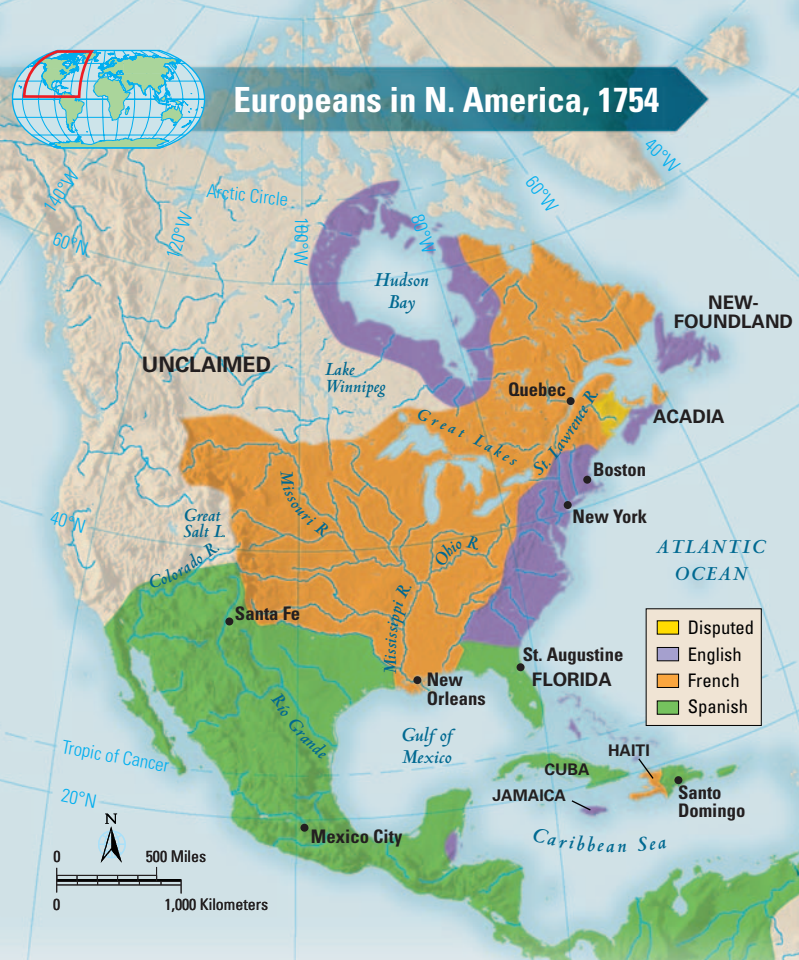 Europeans in N. America, 1754
40°W
60°W
140°W
Arctic Circle
120°W
100°W
80°W
60°N
Hudson
Bay
NEW-
FOUNDLAND
UNCLAIMED
Lake
Winnipeg
Quebec
Great Lakes
St. Lawrence R.
ACADIA
Boston
Missouri R.
New York
40°N
Great
Salt L.
Colorado R.
Ohio R.
ATLANTIC
OCEAN
Mississippi R.
Santa Fe
Disputed
English
French
Spanish
St. Augustine
FLORIDA
New
Orleans
Rio Grande
Gulf of
Mexico
Tropic of Cancer
HAITI
CUBA
JAMAICA
Santo
Domingo
20°N
N
Mexico City
Caribbean Sea
0 500 Miles
0 1,000 Kilometers